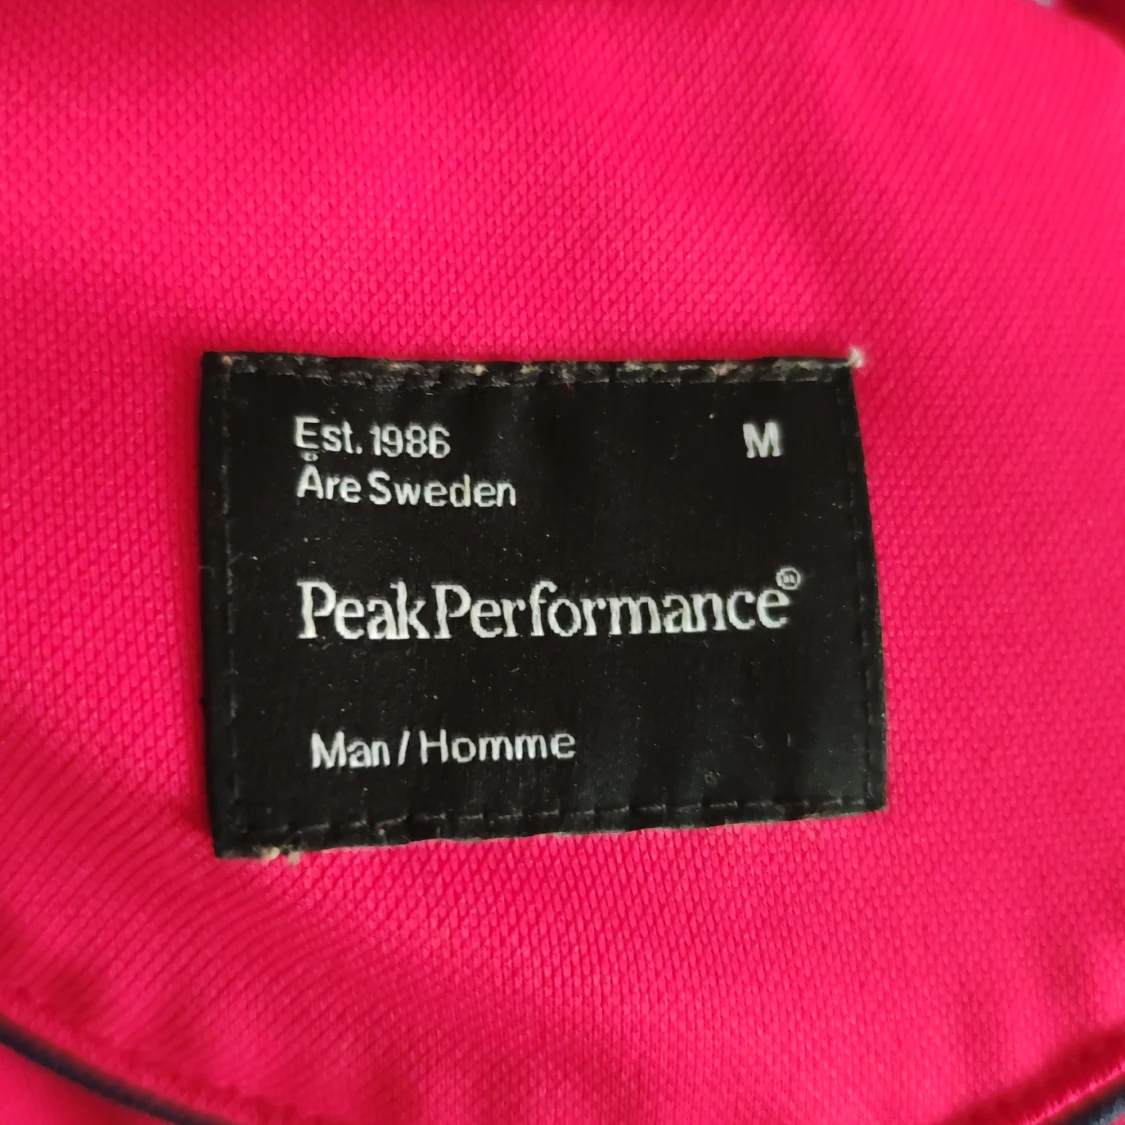 Est. 1986
M
Åre Sweden
PeakPerformance®
Man / Homme